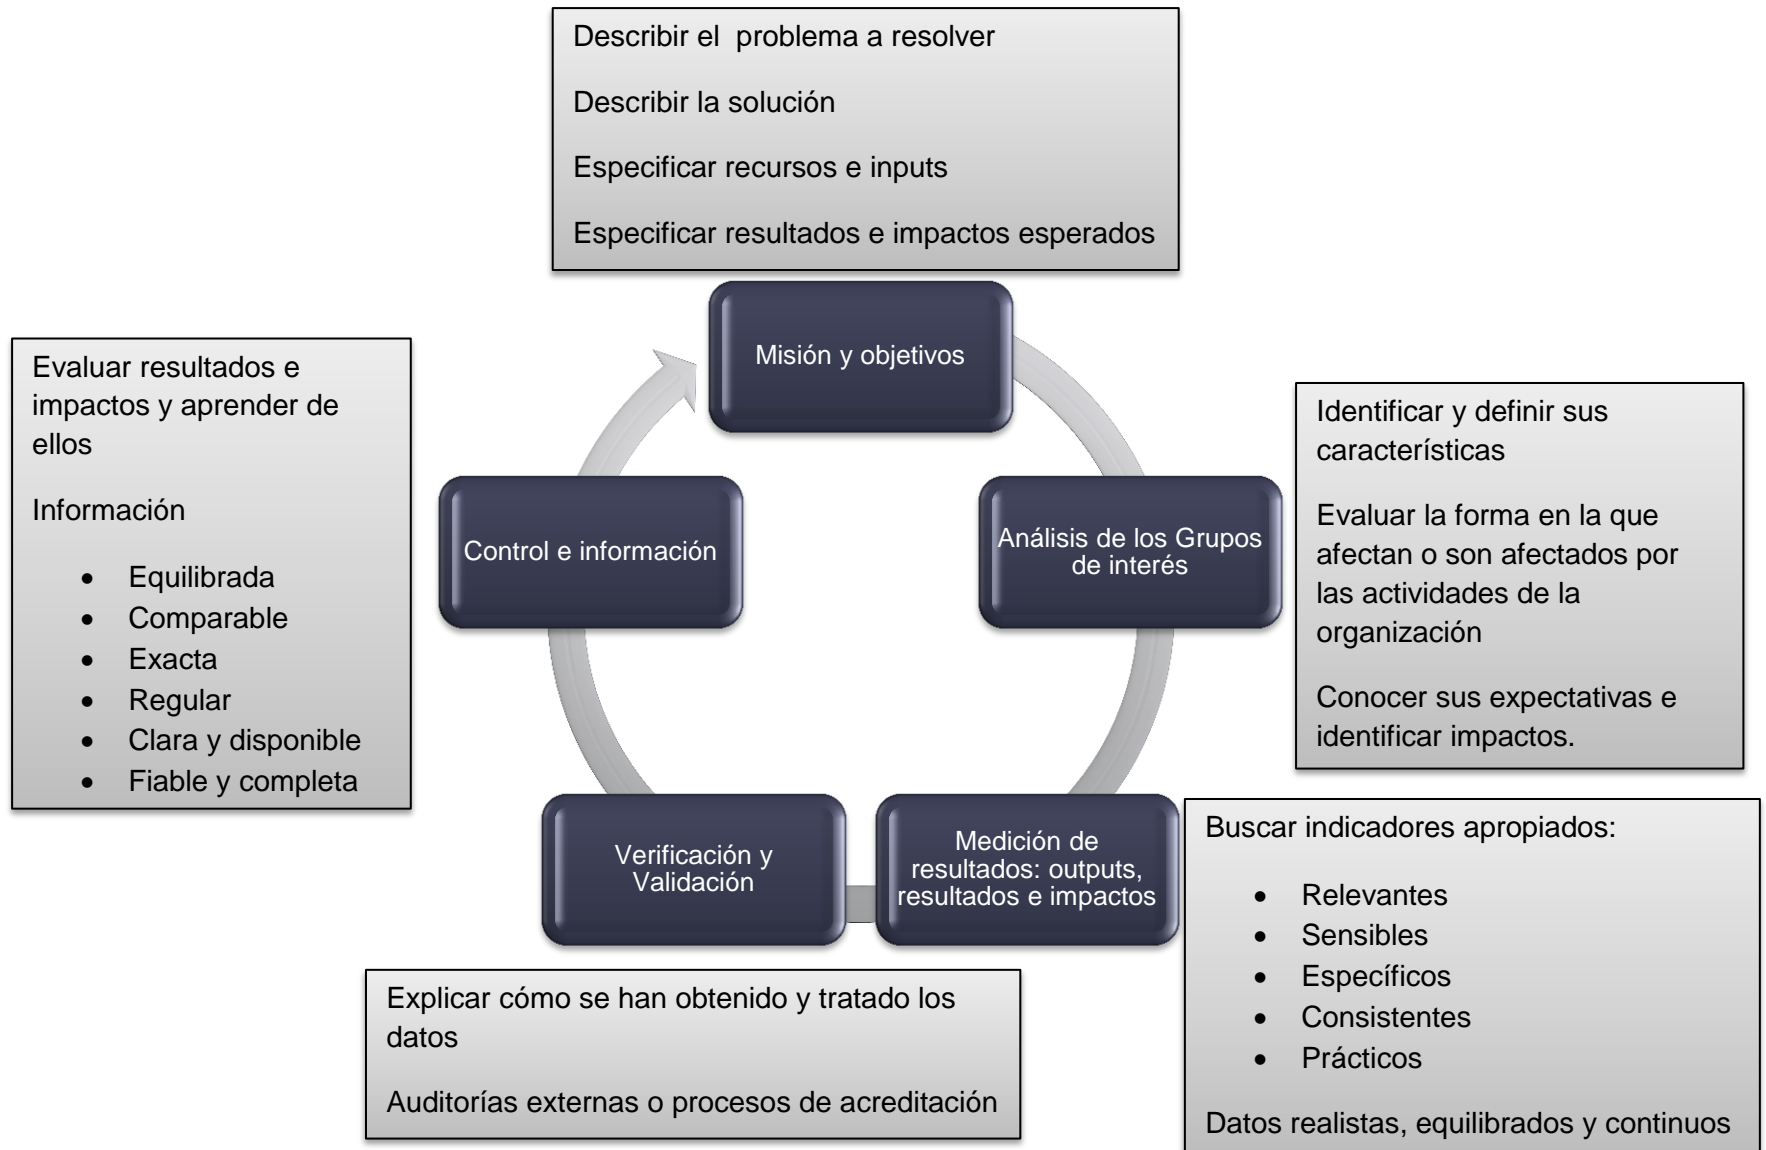 Describir el  problema a resolver
Describir la solución
Especificar recursos e inputs
Especificar resultados e impactos esperados
Misión y objetivos
Identificar y definir sus
características
Evaluar la forma en la que
afectan o son afectados por
las actividades de la
organización
Conocer sus expectativas e
identificar impactos.
Análisis de los Grupos
de interés
Buscar indicadores apropiados:
• Relevantes
• Sensibles
• Específicos
• Consistentes
• Prácticos
Datos realistas, equilibrados y continuos
Medición de
resultados: outputs,
resultados e impactos
Verificación y
Validación
Explicar cómo se han obtenido y tratado los
datos
Auditorías externas o procesos de acreditación
Control e información
Evaluar resultados e
impactos y aprender de
ellos
Información
• Equilibrada
• Comparable
• Exacta
• Regular
• Clara y disponible
• Fiable y completa